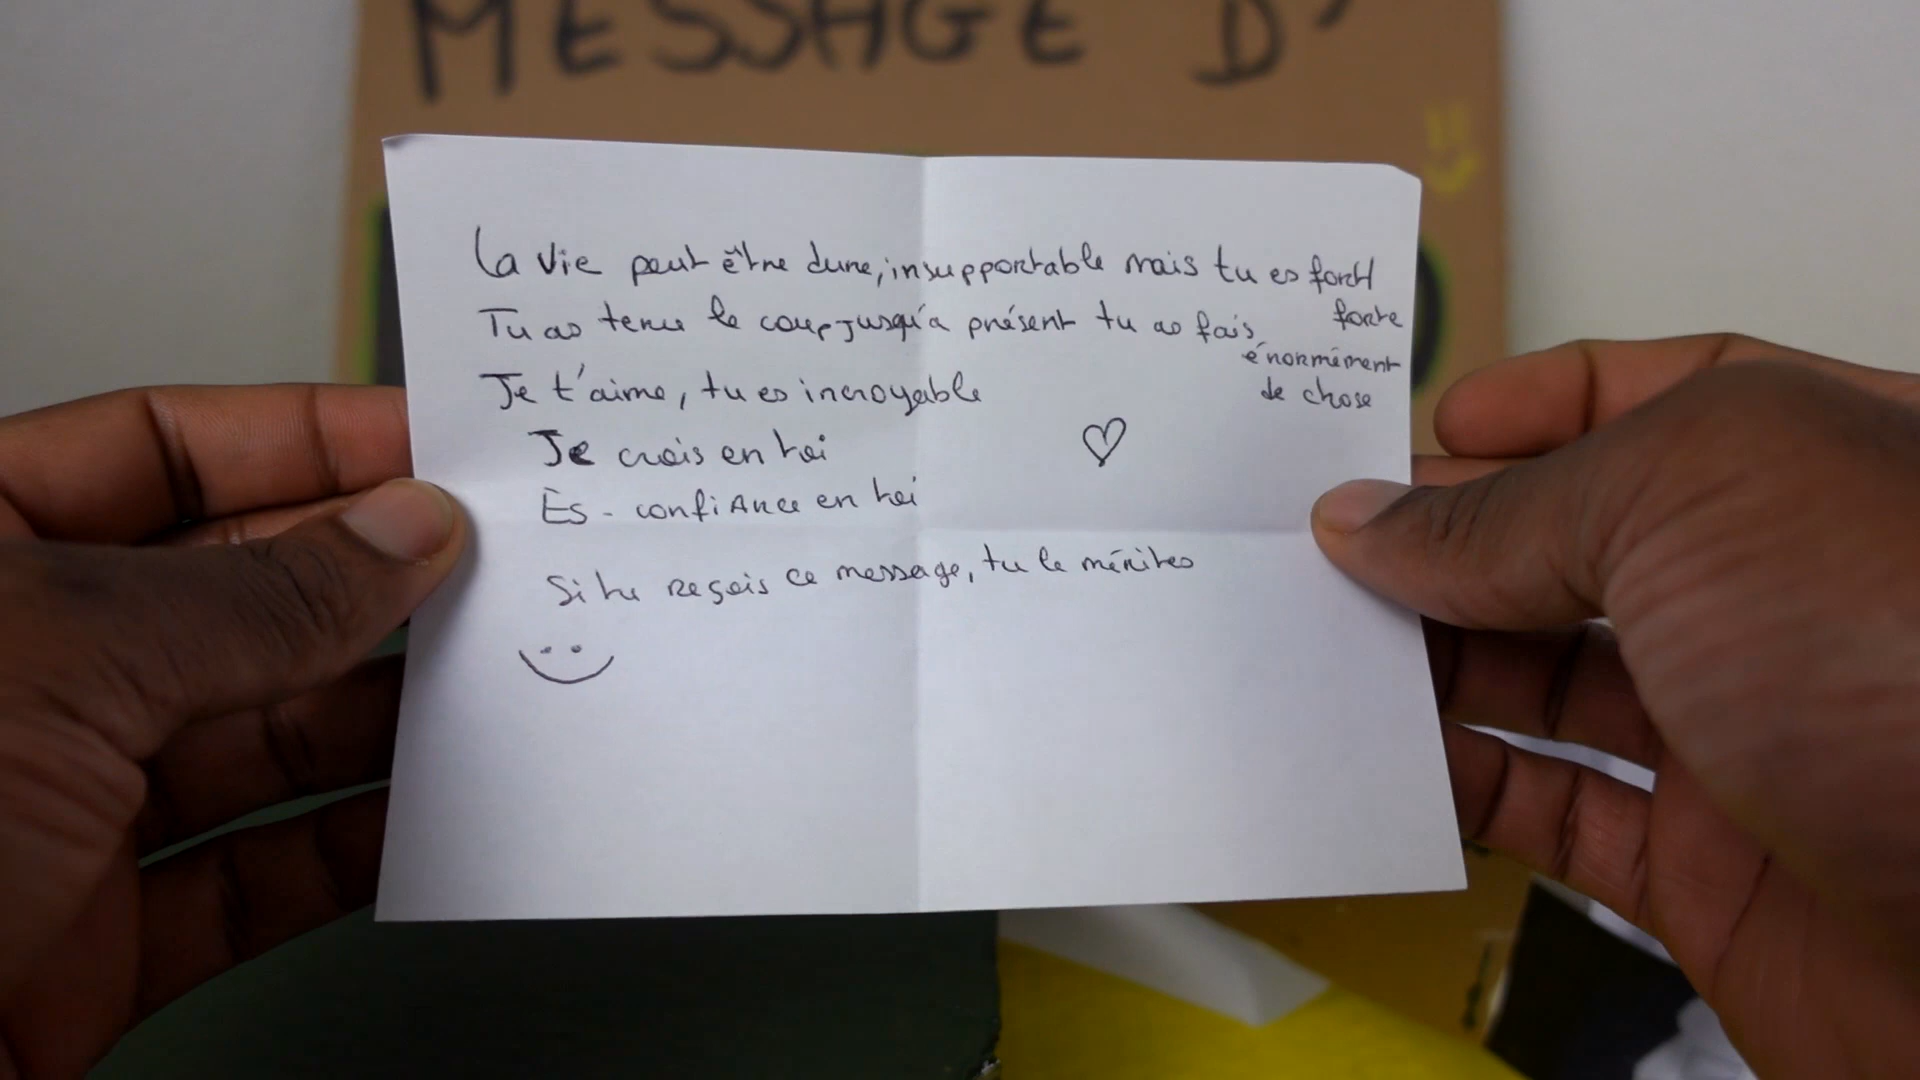 MESSAGE D'
La vie peut être dure, insupportable mais tu es fort/
forte
Tu as tenu le coup jusqu'a présent tu as fais
énormément
de chose
Je t'aime, tu es incroyable
Je crois en toi
Ès - confiance en toi
Si tu reçois ce message, tu le mérites